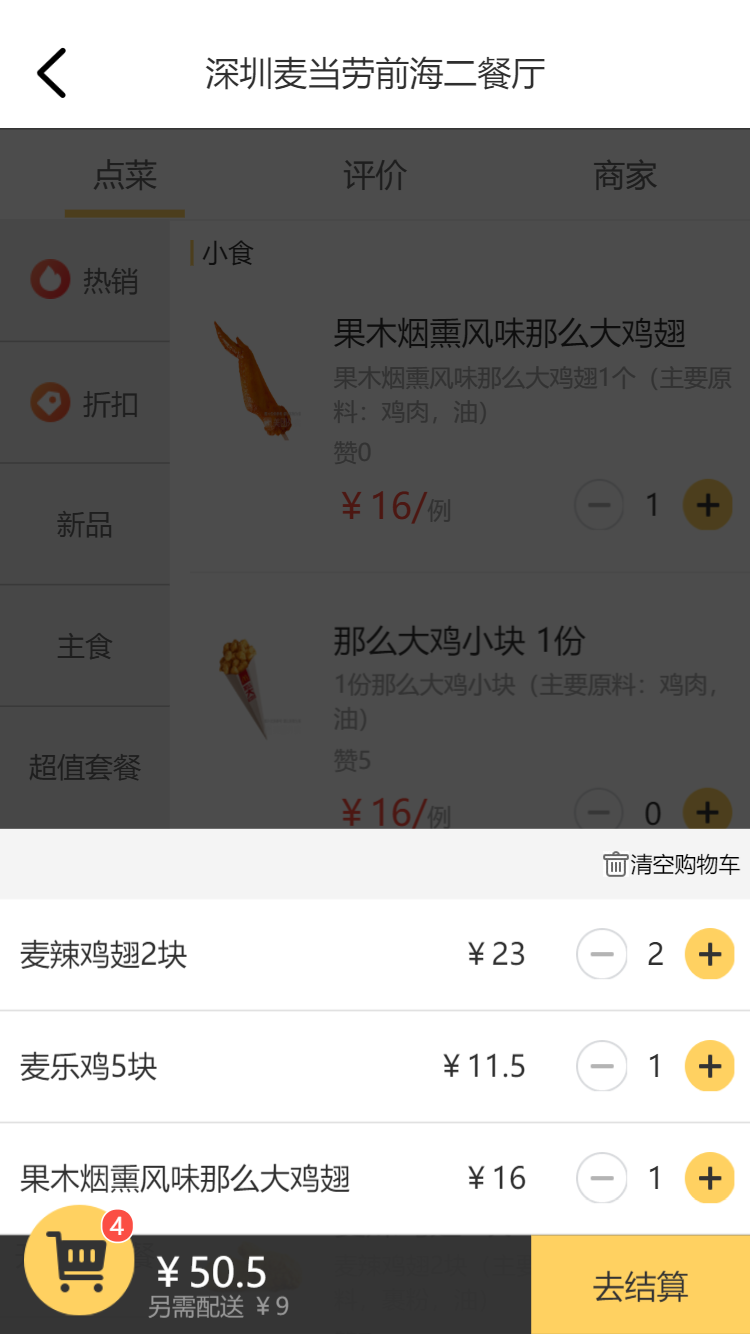 深圳麦当劳前海二餐厅
点菜 评价 商家
小食
热销
折扣
新品
主食
超值套餐
果木烟熏风味那么大鸡翅
果木烟熏风味那么大鸡翅1个（主要原
料：鸡肉，油）
赞0
¥ 16/例 1
那么大鸡小块 1份
1份那么大鸡小块（主要原料：鸡肉，
油）
赞5
¥ 16/例 0
清空购物车
麦辣鸡翅2块 ¥ 23 2
麦乐鸡5块 ¥ 11.5 1
果木烟熏风味那么大鸡翅 ¥ 16 1
4
¥ 50.5
另需配送 ¥ 9
去结算